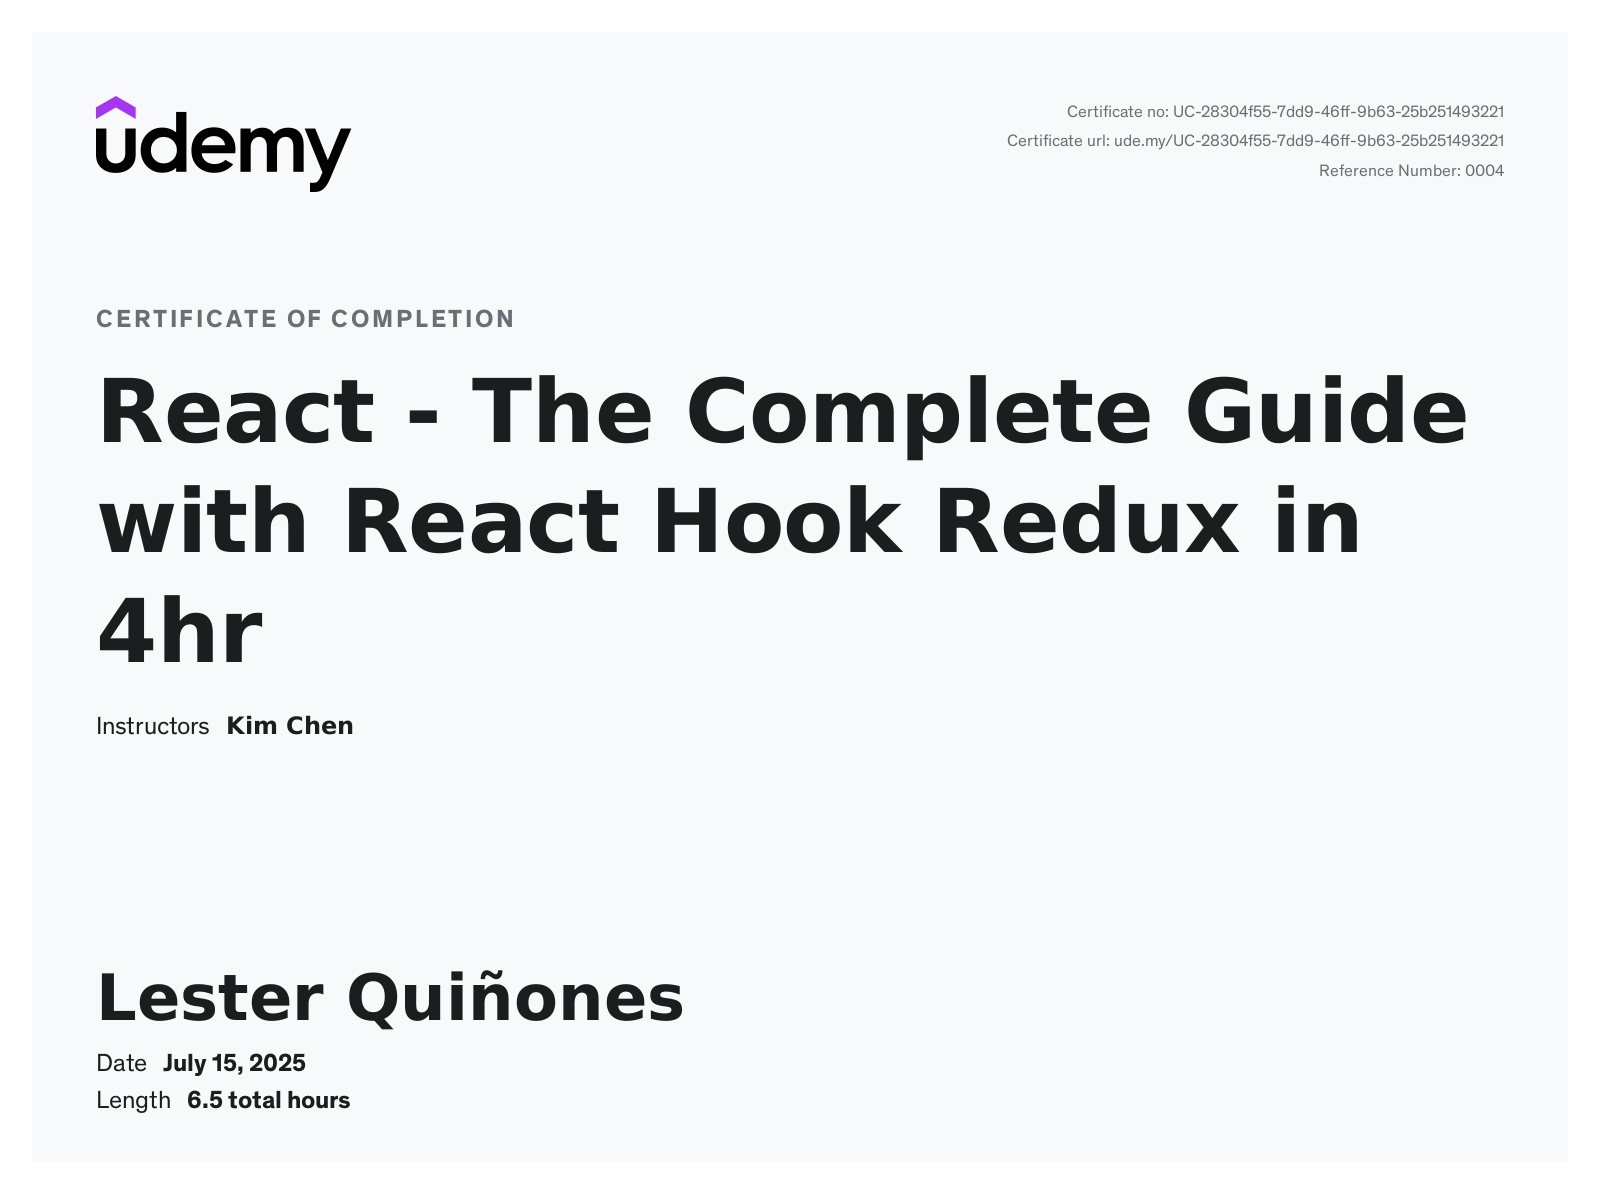 udemy
Certificate no: UC-28304f55-7dd9-46ff-9b63-25b251493221
Certificate url: ude.my/UC-28304f55-7dd9-46ff-9b63-25b251493221
Reference Number: 0004
CERTIFICATE OF COMPLETION
React - The Complete Guide
with React Hook Redux in
4hr
Instructors Kim Chen
Lester Quiñones
Date July 15, 2025
Length 6.5 total hours